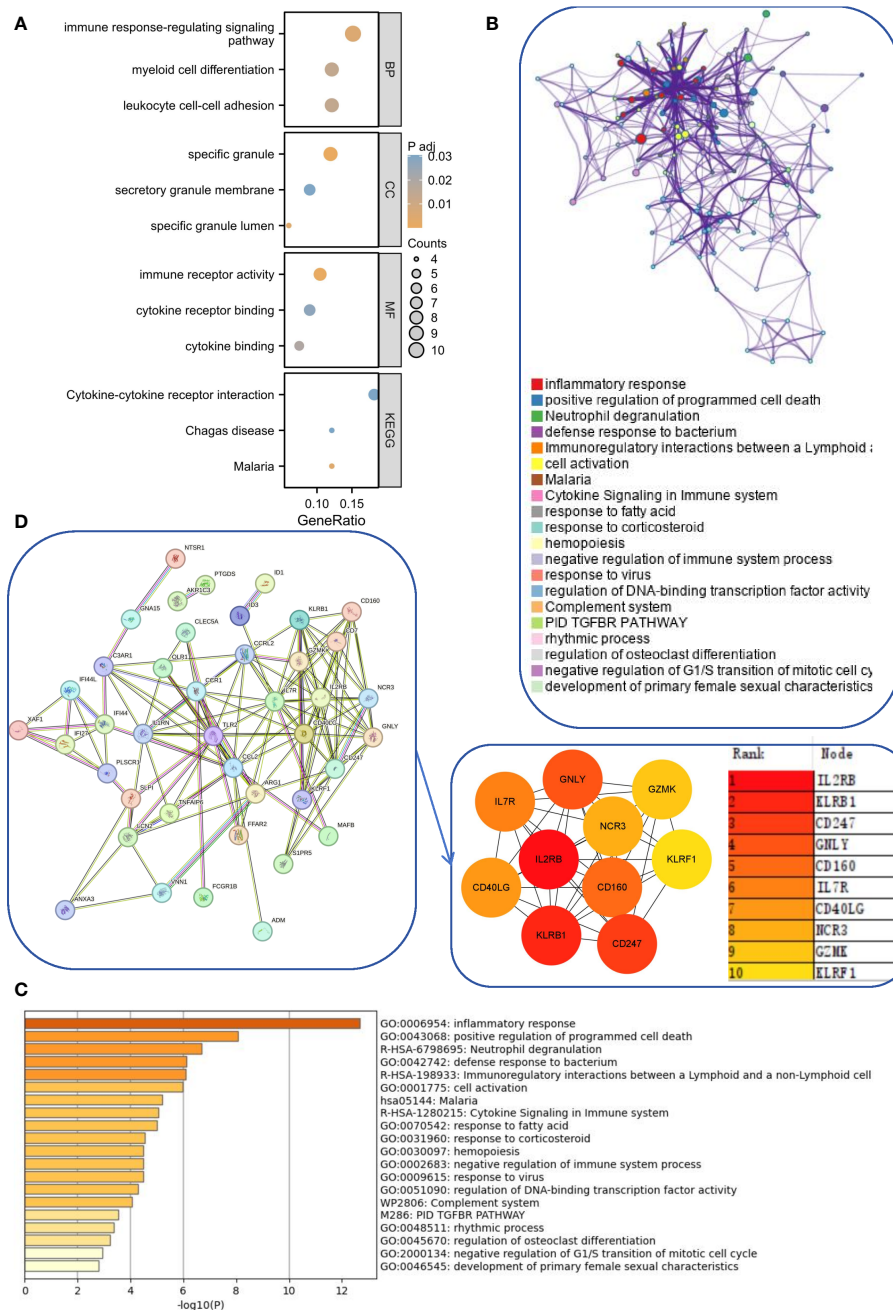 A
immune response-regulating signaling
pathway
myeloid cell differentiation
leukocyte cell-cell adhesion
BP
specific granule
secretory granule membrane
specific granule lumen
CC
immune receptor activity
cytokine receptor binding
cytokine binding
MF
Cytokine-cytokine receptor interaction
Chagas disease
Malaria
KEGG
0.10 0.15
GeneRatio
P adj
0.03
0.02
0.01
Counts
4
5
6
7
8
9
10
B
inflammatory response
positive regulation of programmed cell death
Neutrophil degranulation
defense response to bacterium
Immunoregulatory interactions between a Lymphoid
cell activation
Malaria
Cytokine Signaling in Immune system
response to fatty acid
response to corticosteroid
hemopoiesis
negative regulation of immune system process
response to virus
regulation of DNA-binding transcription factor activity
Complement system
PID TGFBR PATHWAY
rhythmic process
regulation of osteoclast differentiation
negative regulation of G1/S transition of mitotic cell cy
development of primary female sexual characteristics
D
NTSR1
PTGDS
ID1
AKR1C3
GNA15
ID3
KLRB1
CD160
CLEC5A
CD7
CCRL2
GZMK
C3AR1
OLR1
IFI44L
CCR1
IL7R
IL2RB
NCR3
IFI44
XAF1
IL1RN
TLR2
CD40LG
GNLY
IFI27
PLSCR1
CCL2
CD247
SLPI
ARG1
KLRF1
TNFAIP6
LCN2
FFAR2
MAFB
S1PR5
VNN1
FCGR1B
ANXA3
ADM
GNLY
IL7R
GZMK
NCR3
IL2RB
KLRF1
CD40LG
CD160
KLRB1
CD247
Rank Node
1 IL2RB
2 KLRB1
3 CD247
4 GNLY
5 CD160
6 IL7R
7 CD40LG
8 NCR3
9 GZMK
10 KLRF1
C
GO:0006954: inflammatory response
GO:0043068: positive regulation of programmed cell death
R-HSA-6798695: Neutrophil degranulation
GO:0042742: defense response to bacterium
R-HSA-198933: Immunoregulatory interactions between a Lymphoid and a non-Lymphoid cell
GO:0001775: cell activation
hsa05144: Malaria
R-HSA-1280215: Cytokine Signaling in Immune system
GO:0070542: response to fatty acid
GO:0031960: response to corticosteroid
GO:0030097: hemopoiesis
GO:0002683: negative regulation of immune system process
GO:0009615: response to virus
GO:0051090: regulation of DNA-binding transcription factor activity
WP2806: Complement system
M286: PID TGFBR PATHWAY
GO:0048511: rhythmic process
GO:0045670: regulation of osteoclast differentiation
GO:2000134: negative regulation of G1/S transition of mitotic cell cycle
GO:0046545: development of primary female sexual characteristics
0 2 4 6 8 10 12
-log10(P)